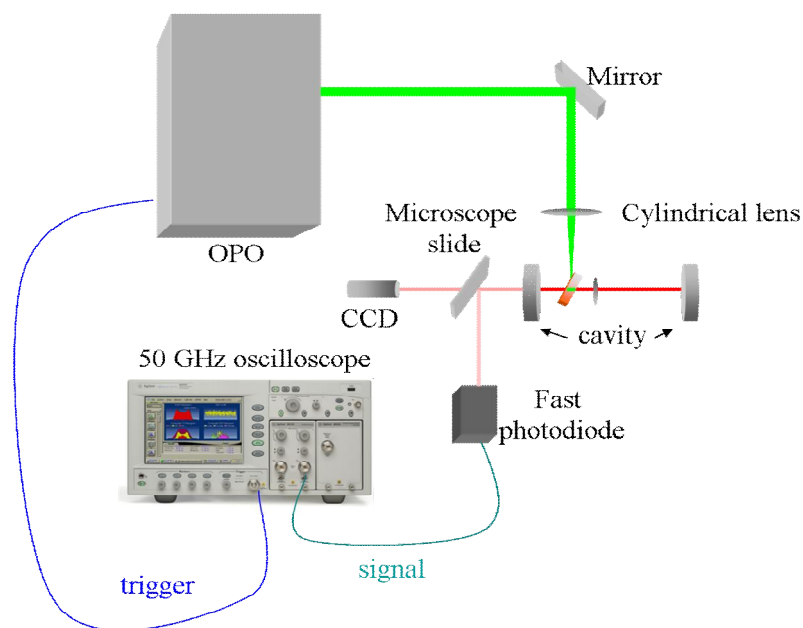 Mirror
Microscope
slide
Cylindrical lens
OPO
CCD
cavity
50 GHz oscilloscope
Fast
photodiode
signal
trigger